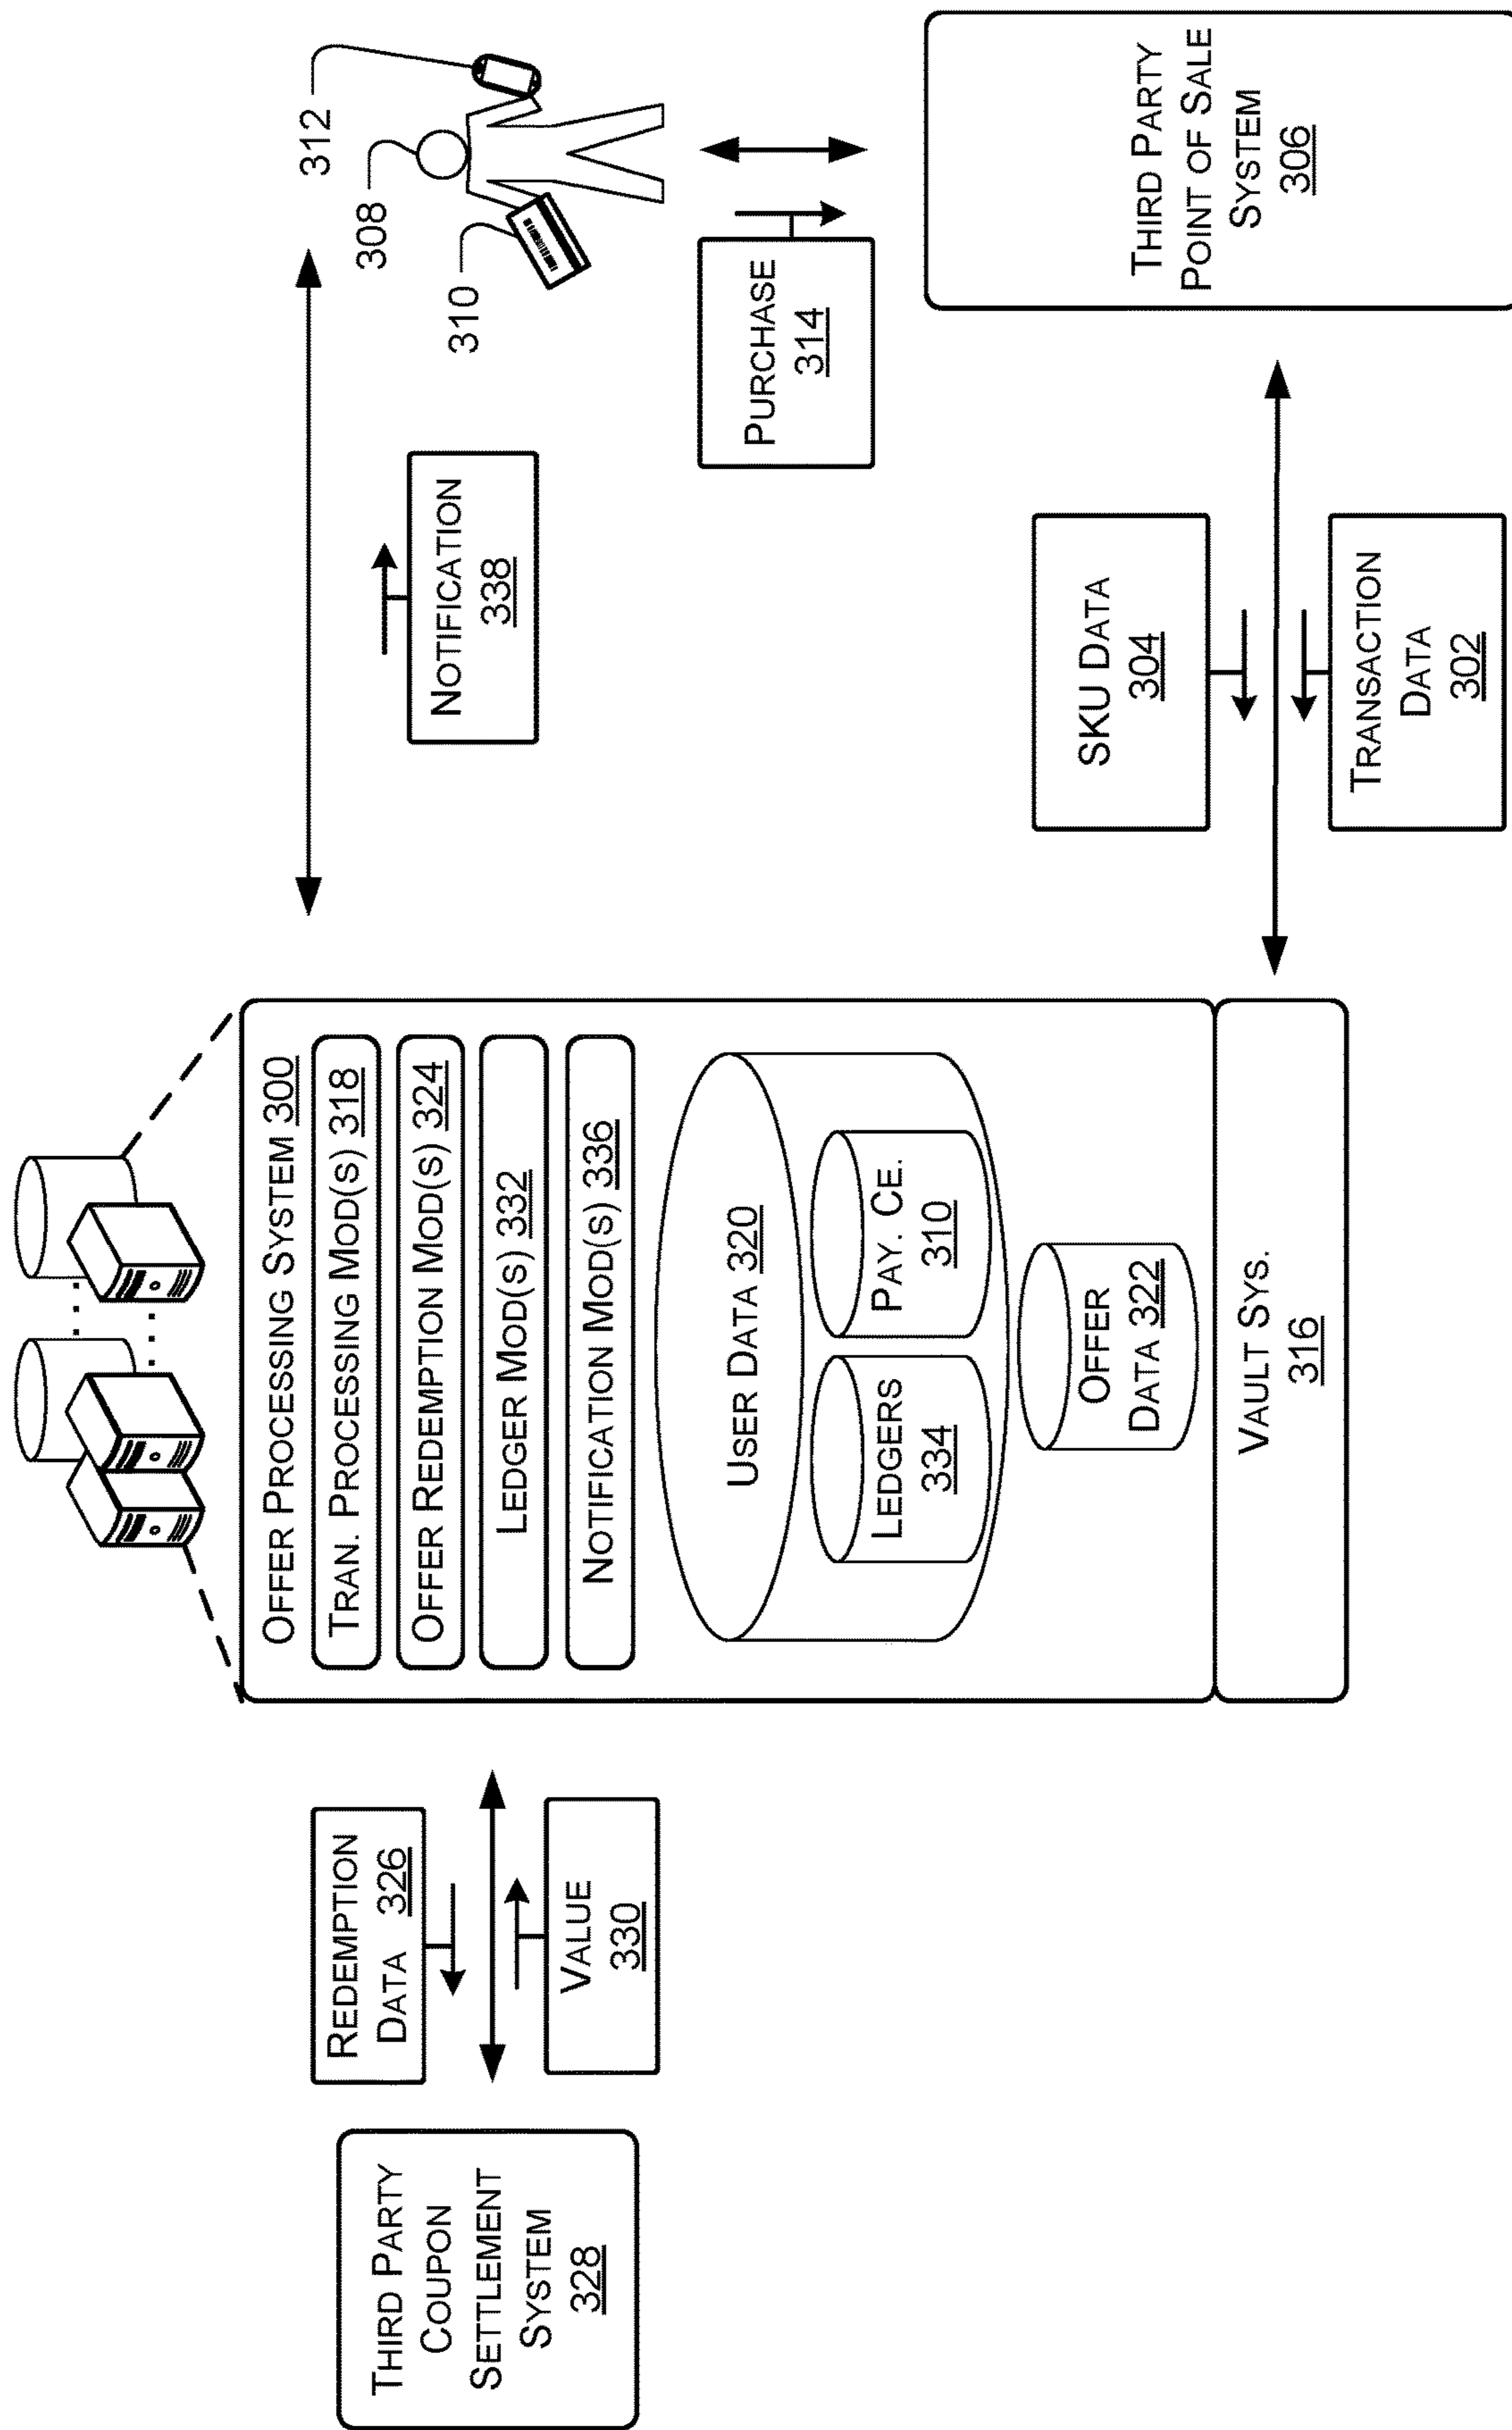 OFFER PROCESSING SYSTEM 300
TRAN. PROCESSING MOD(S) 318
OFFER REDEMPTION MOD(S) 324
LEDGER MOD(S) 332
NOTIFICATION MOD(S) 336
USER DATA 320
LEDGERS
334
PAY. CE.
310
OFFER
DATA 322
VAULT SYS.
316
THIRD PARTY
COUPON
SETTLEMENT
SYSTEM
328
REDEMPTION
DATA 326
VALUE
330
NOTIFICATION
338
312
308
310
PURCHASE
314
SKU DATA
304
TRANSACTION
DATA
302
THIRD PARTY
POINT OF SALE
SYSTEM
306